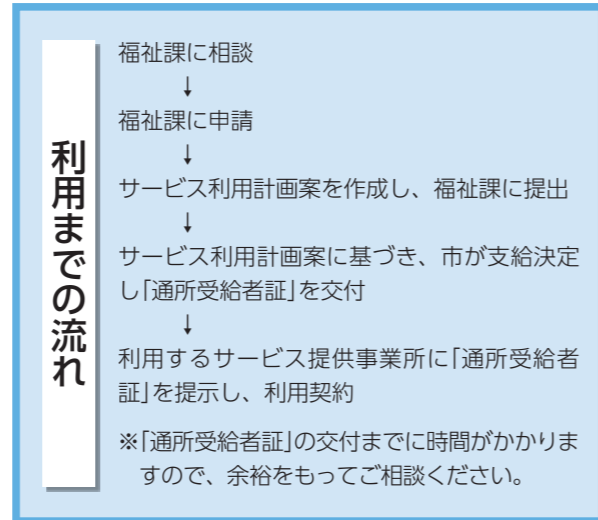 利用までの流れ
福祉課に相談
↓
福祉課に申請
↓
サービス利用計画案を作成し、福祉課に提出
↓
サービス利用計画案に基づき、市が支給決定
し「通所受給者証」を交付
↓
利用するサービス提供事業所に「通所受給者
証」を提示し、利用契約
※「通所受給者証」の交付までに時間がかかりま
すので、余裕をもってご相談ください。